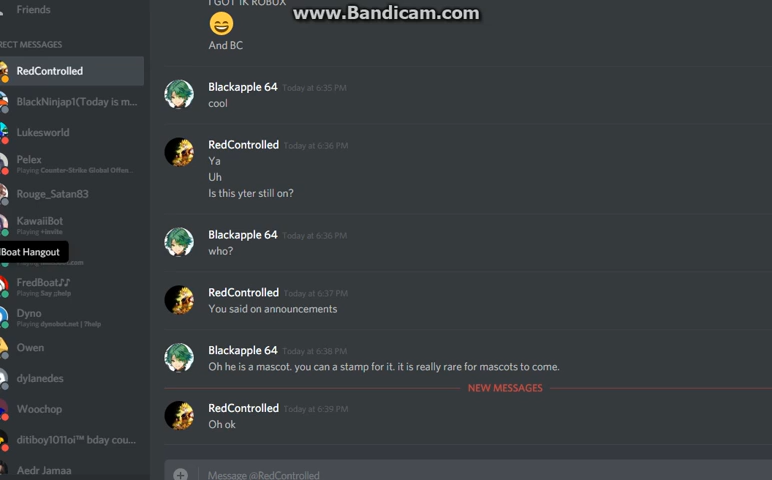 www.Bandicam.com
Friends
RECT MESSAGES
RedControlled
BlackNinjap1(Today is m...
Lukesworld
Pelex
Playing Counter-Strike Global Offen...
Rouge_Satan83
KawaiiBot
Playing +invite
lBoat Hangout
FredBoat♪♪
Playing Say ;;help
Dyno
Playing dynobot.net | ?help
Owen
dylanedes
Woochop
ditiboy1011oi™ bday cou...
Aedr Jamaa
I GOT 1K ROBUX
And BC
Blackapple 64 Today at 6:35 PM
cool
RedControlled Today at 6:36 PM
Ya
Uh
Is this yter still on?
Blackapple 64 Today at 6:36 PM
who?
RedControlled Today at 6:37 PM
You said on announcements
Blackapple 64 Today at 6:38 PM
Oh he is a mascot. you can a stamp for it. it is really rare for mascots to come.
NEW MESSAGES
RedControlled Today at 6:38 PM
Oh ok
Message @RedControlled